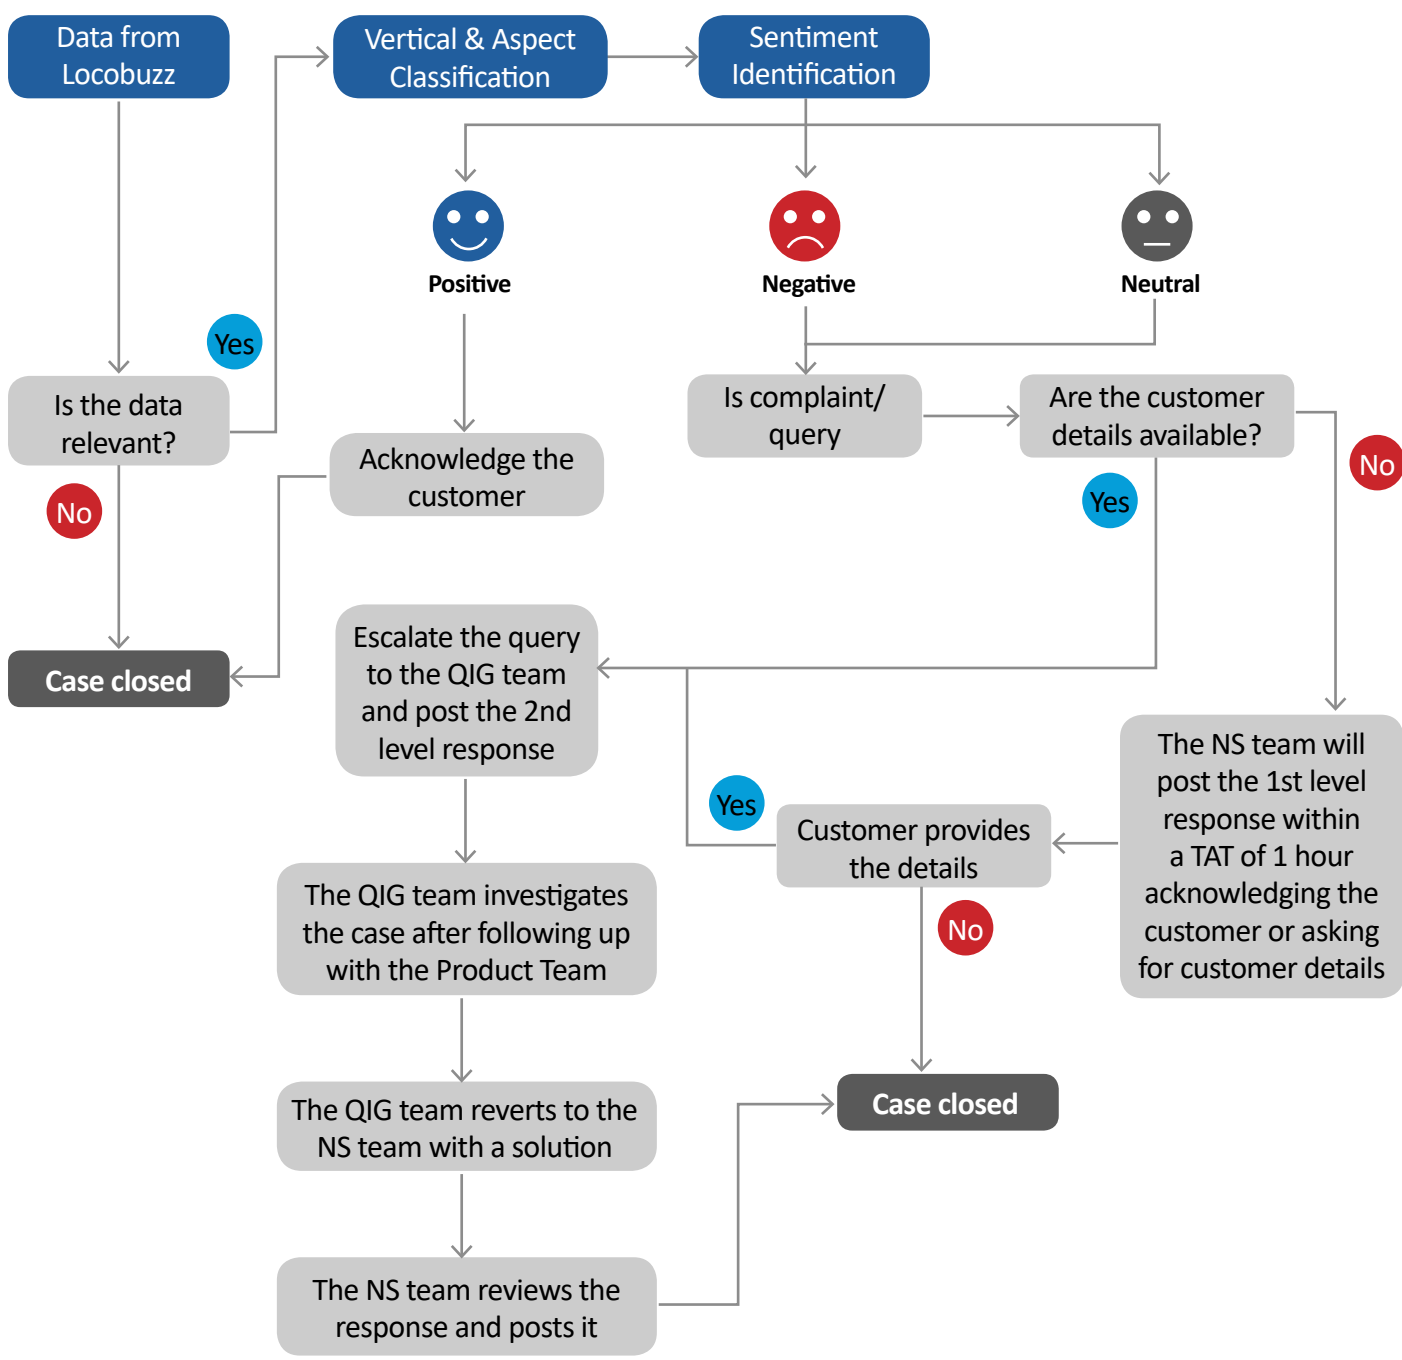 Data from
Locobuzz
Vertical & Aspect
Classification
Sentiment
Identification
Positive
Negative
Neutral
Yes
Is the data
relevant?
No
Acknowledge the
customer
Is complaint/
query
Are the customer
details available?
No
Yes
Case closed
Escalate the query
to the QIG team
and post the 2nd
level response
The NS team will
post the 1st level
response within
a TAT of 1 hour
acknowledging the
customer or asking
for customer details
Yes
Customer provides
the details
No
The QIG team investigates
the case after following up
with the Product Team
The QIG team reverts to the
NS team with a solution
Case closed
The NS team reviews the
response and posts it